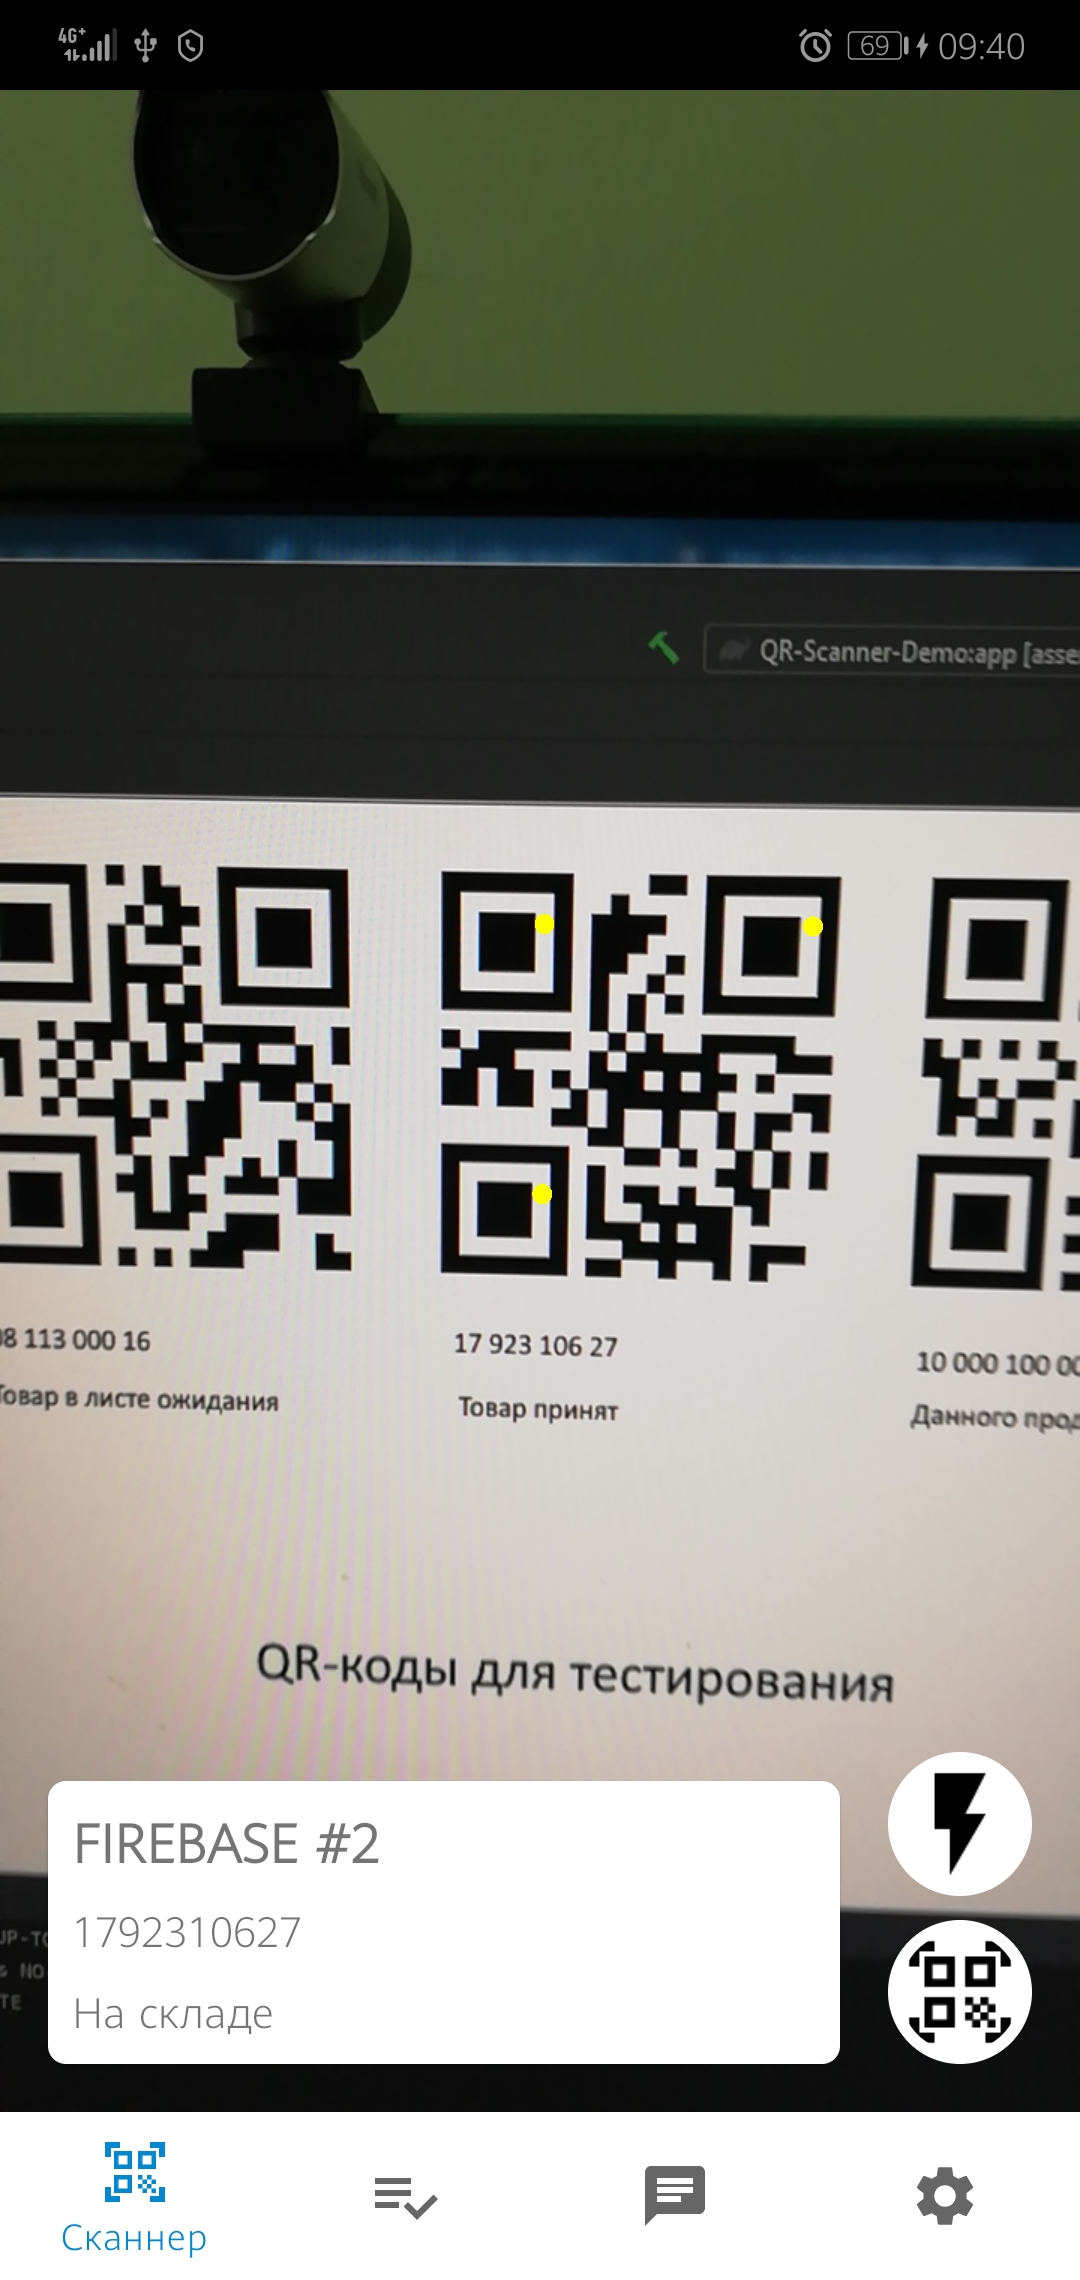 4G+
69
09:40
QR-Scanner-Demo:app [asse
08 113 000 16
17 923 106 27
10 000 100 00
Товар в листе ожидания
Товар принят
Данного прод
QR-коды для тестирования
FIREBASE #2
1792310627
На складе
UP-TO
NO
TE
Сканнер